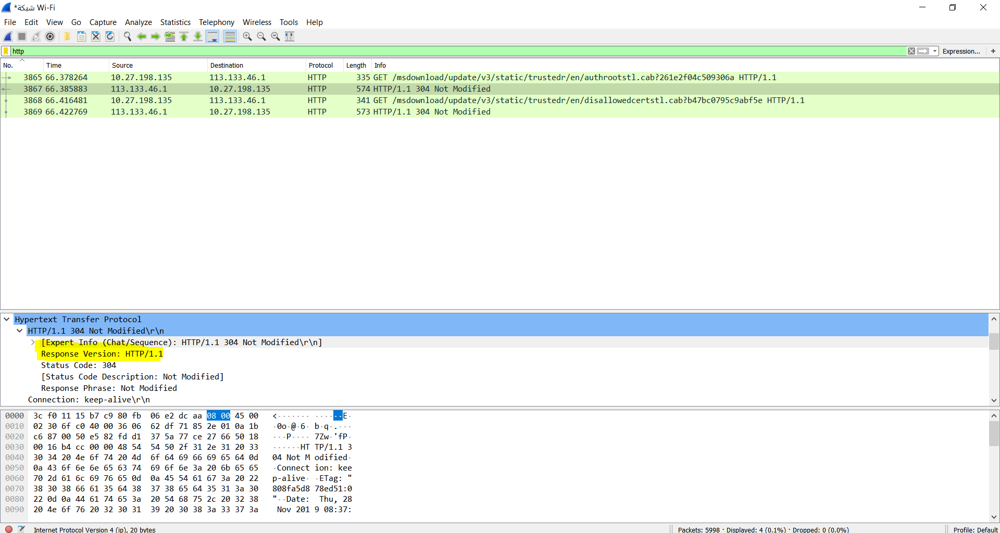 *شبكة Wi-Fi
File Edit View Go Capture Analyze Statistics Telephony Wireless Tools Help
http Expression... +
No. Time Source Destination Protocol Length Info
3865 66.378264 10.27.198.135 113.133.46.1 HTTP 335 GET /msdownload/update/v3/static/trustedr/en/authrootstl.cab?261e2f04c509306a HTTP/1.1
3867 66.385883 113.133.46.1 10.27.198.135 HTTP 574 HTTP/1.1 304 Not Modified
3868 66.416481 10.27.198.135 113.133.46.1 HTTP 341 GET /msdownload/update/v3/static/trustedr/en/disallowedcertstl.cab?b47bc0795c9abf5e HTTP/1.1
3869 66.422769 113.133.46.1 10.27.198.135 HTTP 573 HTTP/1.1 304 Not Modified
Hypertext Transfer Protocol
HTTP/1.1 304 Not Modified\r\n
[Expert Info (Chat/Sequence): HTTP/1.1 304 Not Modified\r\n]
Response Version: HTTP/1.1
Status Code: 304
[Status Code Description: Not Modified]
Response Phrase: Not Modified
Connection: keep-alive\r\n
0000 3c f0 11 15 b7 c9 80 fb 06 e2 dc aa 08 00 45 00 <······· ······E·
0010 02 30 6f c0 40 00 36 06 62 df 71 85 2e 01 0a 1b ·0o·@·6· b·q·.···
0020 c6 87 00 50 e5 82 fd d1 37 5a 77 ce 27 66 50 18 ···P···· 7Zw·'fP·
0030 00 16 b4 cc 00 00 48 54 54 50 2f 31 2e 31 20 33 ······HT TP/1.1 3
0040 30 34 20 4e 6f 74 20 4d 6f 64 69 66 69 65 64 0d 04 Not M odified·
0050 0a 43 6f 6e 6e 65 63 74 69 6f 6e 3a 20 6b 65 65 ·Connect ion: kee
0060 70 2d 61 6c 69 76 65 0d 0a 45 54 61 67 3a 20 22 p-alive· ·ETag: "
0070 38 30 38 66 61 35 64 38 37 38 65 64 35 31 3a 30 808fa5d8 78ed51:0
0080 22 0d 0a 44 61 74 65 3a 20 54 68 75 2c 20 32 38 "··Date: Thu, 28
0090 20 4e 6f 76 20 32 30 31 39 20 30 38 3a 33 37 3a Nov 201 9 08:37:
Internet Protocol Version 4 (ip), 20 bytes Packets: 5998 · Displayed: 4 (0.1%) · Dropped: 0 (0.0%) Profile: Default